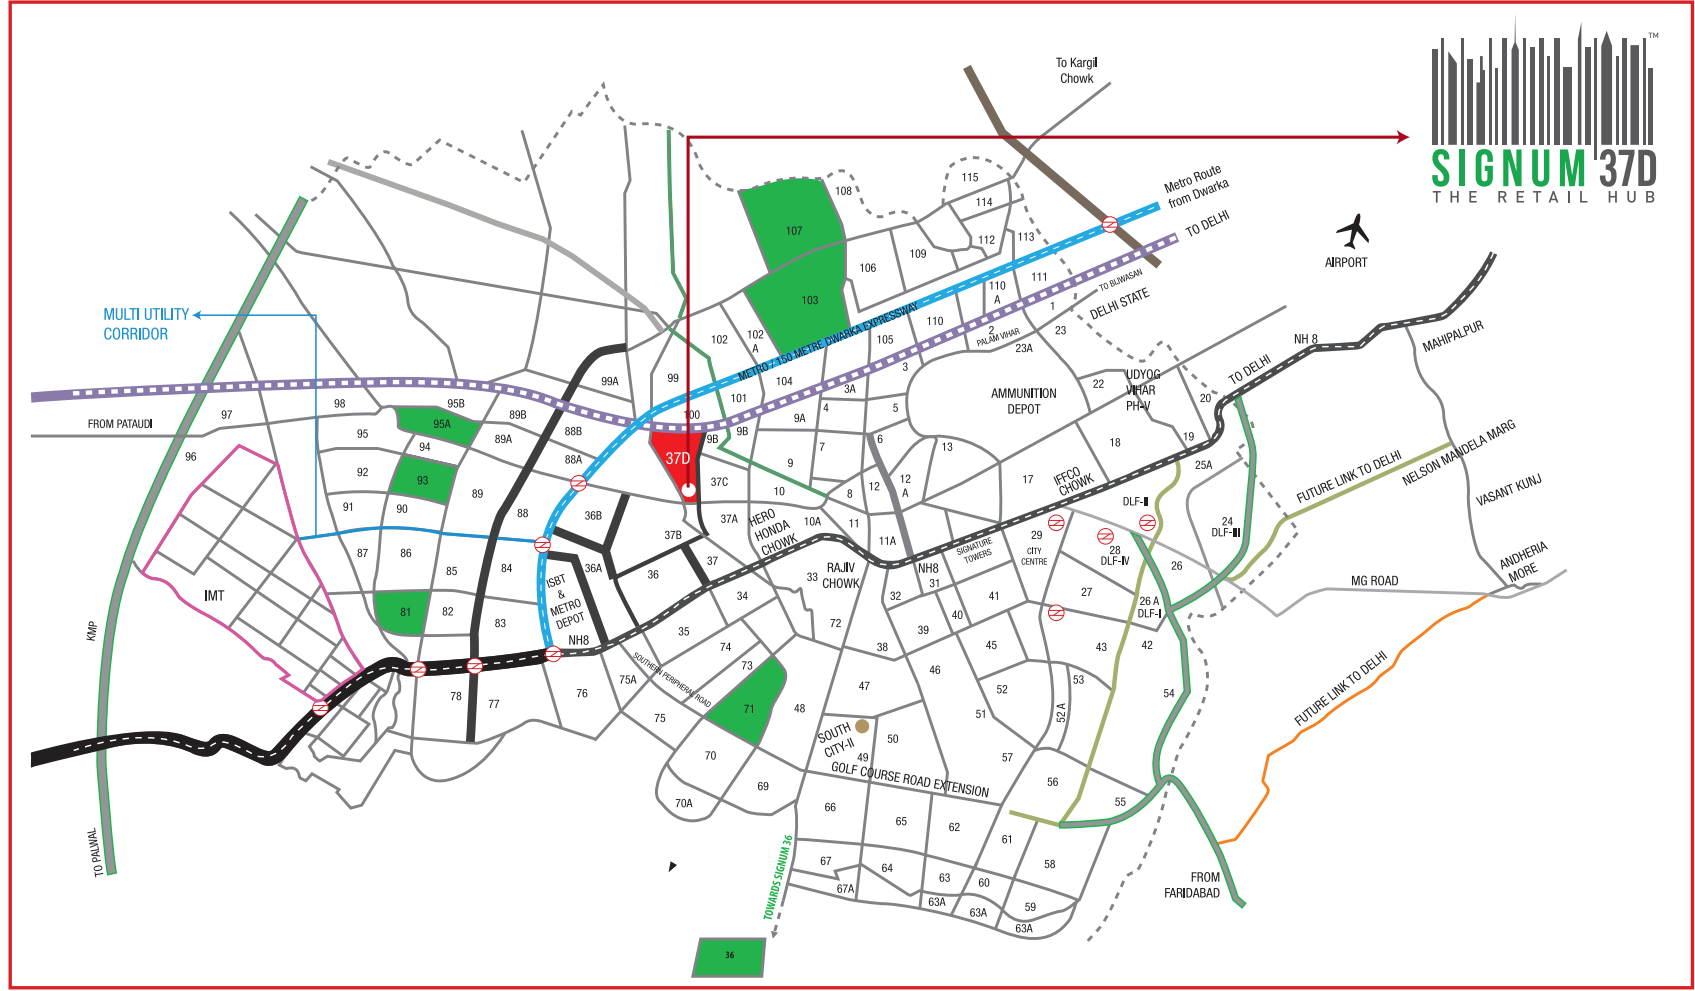 To Kargil
Chowk
TM
SIGNUM 37D
THE RETAIL HUB
Metro Route
from Dwarka
TO DELHI
AIRPORT
115
108
114
107
112
113
109
106
111
110
A
TO BIJWASAN
DELHI STATE
MULTI UTILITY
CORRIDOR
103
METRO / 150 METRE DWARKA EXPRESSWAY
110
1
2
23
PALAM VIHAR
23A
102
102
A
105
NH 8
MAHIPALPUR
TO DELHI
99A
99
104
3
3A
101
100
AMMUNITION
DEPOT
22
UDYOG
VIHAR
PH-V
20
97
98
95B
89B
4
5
9A
FROM PATAUDI
95
95A
94
89A
88B
88A
9B
9B
6
7
13
18
19
96
92
93
37D
37C
9
10
8
12
12
A
17
IFFCO
CHOWK
25A
FUTURE LINK TO DELHI
NELSON MANDELA MARG
VASANT KUNJ
91
90
89
88
36B
37A
HERO
HONDA
CHOWK
10A
11
11A
DLF-II
24
DLF-III
87
86
85
84
37B
37
36
36A
ISBT
&
METRO
DEPOT
RAJIV
CHOWK
33
NH8
31
SIGNATURE
TOWERS
29
CITY
CENTRE
28
DLF-IV
26
ANDHERIA
MORE
MG ROAD
IMT
81
82
83
NH8
34
35
32
41
40
27
26 A
DLF-I
KMP
72
38
39
45
43
42
74
73
SOUTHERN PERIPHERAL ROAD
75A
76
78
77
75
71
48
47
46
52
53
52 A
51
54
FUTURE LINK TO DELHI
SOUTH
CITY-II
49
50
GOLF COURSE ROAD EXTENSION
57
56
55
70
70A
69
66
65
62
61
58
TO PALWAL
TOWARDS SIGNUM 36
67
67A
64
63
63A
60
63A
59
63A
FROM
FARIDABAD
36